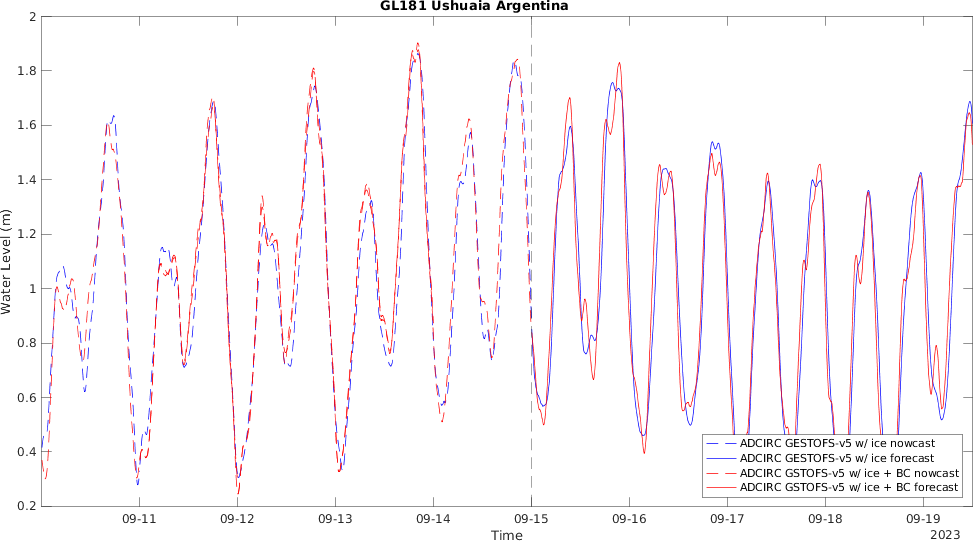 GL181 Ushuaia Argentina
2
1.8
1.6
1.4
1.2
1
0.8
0.6
0.4
0.2
Water Level (m)
ADCIRC GESTOFS-v5 w/ ice nowcast
ADCIRC GESTOFS-v5 w/ ice forecast
ADCIRC GSTOFS-v5 w/ ice + BC nowcast
ADCIRC GSTOFS-v5 w/ ice + BC forecast
09-11 09-12 09-13 09-14 09-15 09-16 09-17 09-18 09-19
Time
2023